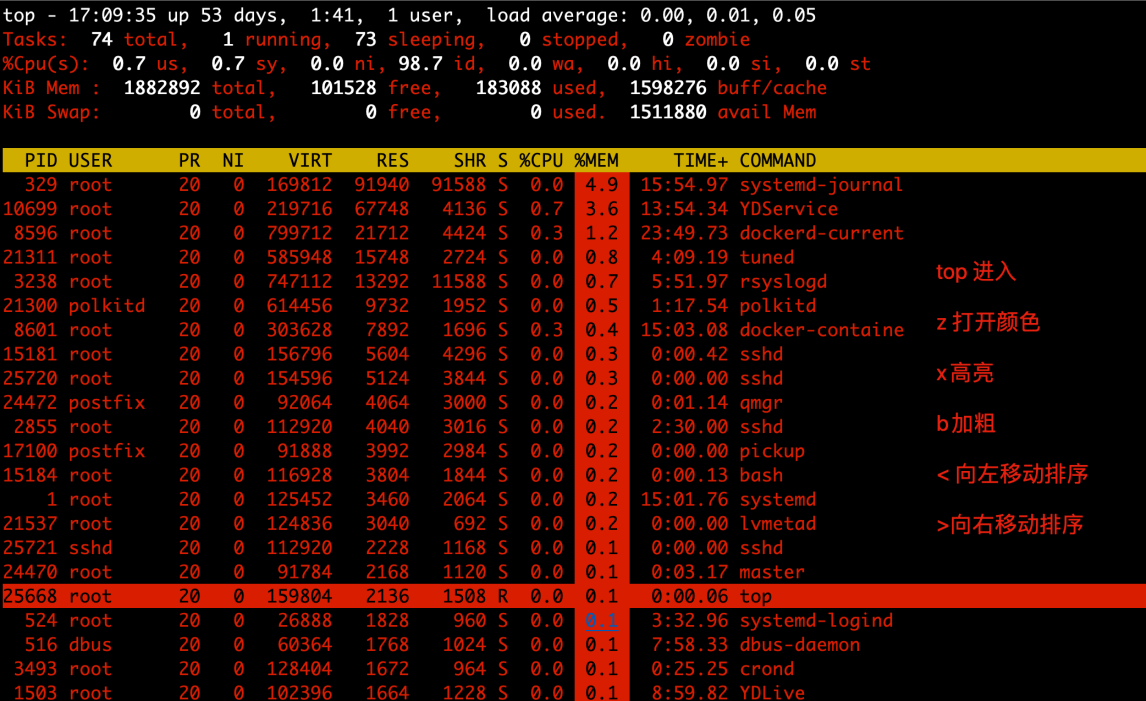 top - 17:09:35 up 53 days,  1:41,  1 user,  load average: 0.00, 0.01, 0.05
Tasks:  74 total,   1 running,  73 sleeping,   0 stopped,   0 zombie
%Cpu(s):  0.7 us,  0.7 sy,  0.0 ni, 98.7 id,  0.0 wa,  0.0 hi,  0.0 si,  0.0 st
KiB Mem :  1882892 total,   101528 free,   183088 used,  1598276 buff/cache
KiB Swap:        0 total,        0 free,        0 used.  1511880 avail Mem
PID USER      PR  NI    VIRT    RES    SHR S %CPU %MEM     TIME+ COMMAND
329 root      20   0  169812  91940  91588 S  0.0  4.9  15:54.97 systemd-journal
10699 root      20   0  219716  67748   4136 S  0.7  3.6  13:54.34 YDService
8596 root      20   0  799712  21712   4424 S  0.3  1.2  23:49.73 dockerd-current
21311 root      20   0  585948  15748   2724 S  0.0  0.8   4:09.19 tuned
3238 root      20   0  747112  13292  11588 S  0.0  0.7   5:51.97 rsyslogd
21300 polkitd   20   0  614456   9732   1952 S  0.0  0.5   1:17.54 polkitd
8601 root      20   0  303628   7892   1696 S  0.3  0.4  15:03.08 docker-containe
15181 root      20   0  156796   5604   4296 S  0.0  0.3   0:00.42 sshd
25720 root      20   0  154596   5124   3844 S  0.0  0.3   0:00.00 sshd
24472 postfix   20   0   92064   4064   3000 S  0.0  0.2   0:01.14 qmgr
2855 root      20   0  112920   4040   3016 S  0.0  0.2   2:30.00 sshd
17100 postfix   20   0   91888   3992   2984 S  0.0  0.2   0:00.00 pickup
15184 root      20   0  116928   3804   1844 S  0.0  0.2   0:00.13 bash
1 root      20   0  125452   3460   2064 S  0.0  0.2  15:01.76 systemd
21537 root      20   0  124836   3040    692 S  0.0  0.2   0:00.00 lvmetad
25721 sshd      20   0  112920   2228   1168 S  0.0  0.1   0:00.00 sshd
24470 root      20   0   91784   2168   1120 S  0.0  0.1   0:03.17 master
25668 root      20   0  159804   2136   1508 R  0.0  0.1   0:00.06 top
524 root      20   0   26888   1828    960 S  0.0  0.1   3:32.96 systemd-logind
516 dbus      20   0   60364   1768   1024 S  0.0  0.1   7:58.33 dbus-daemon
3493 root      20   0  128404   1672    964 S  0.0  0.1   0:25.25 crond
1503 root      20   0  102396   1664   1228 S  0.0  0.1   8:59.82 YDLive
top 进入
z 打开颜色
x高亮
b加粗
< 向左移动排序
>向右移动排序